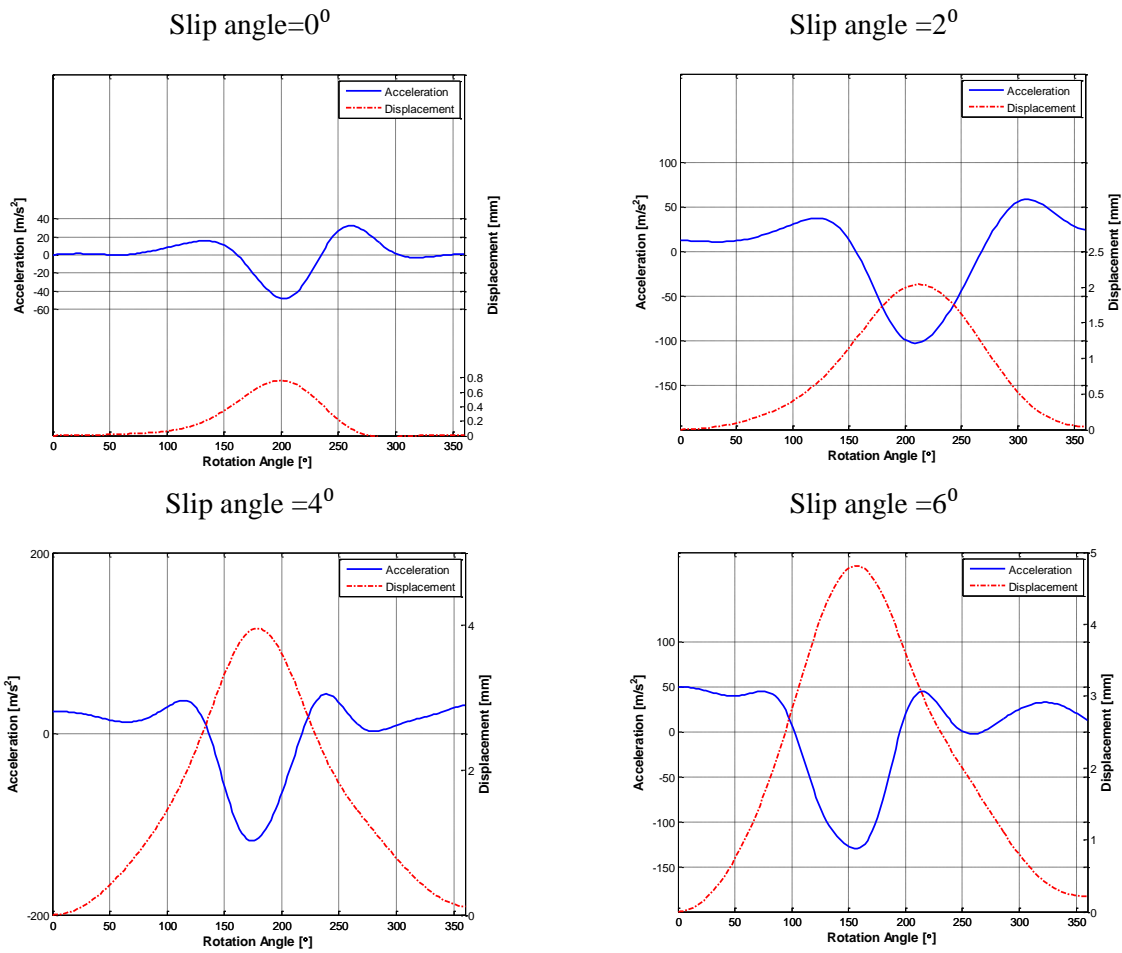 Slip angle=0⁰
Acceleration
Displacement
Acceleration [m/s²]
40
20
0
-20
-40
-60
Displacement [mm]
0.8
0.6
0.4
0.2
0
0 50 100 150 200 250 300 350
Rotation Angle [°]
Slip angle =2⁰
Acceleration
Displacement
Acceleration [m/s²]
100
50
0
-50
-100
-150
Displacement [mm]
2.5
2
1.5
1
0.5
0
0 50 100 150 200 250 300 350
Rotation Angle [°]
Slip angle =4⁰
Acceleration
Displacement
Acceleration [m/s²]
200
0
-200
Displacement [mm]
4
2
0
0 50 100 150 200 250 300 350
Rotation Angle [°]
Slip angle =6⁰
Acceleration
Displacement
Acceleration [m/s²]
100
50
0
-50
-100
-150
Displacement [mm]
5
4
3
2
1
0
0 50 100 150 200 250 300 350
Rotation Angle [°]